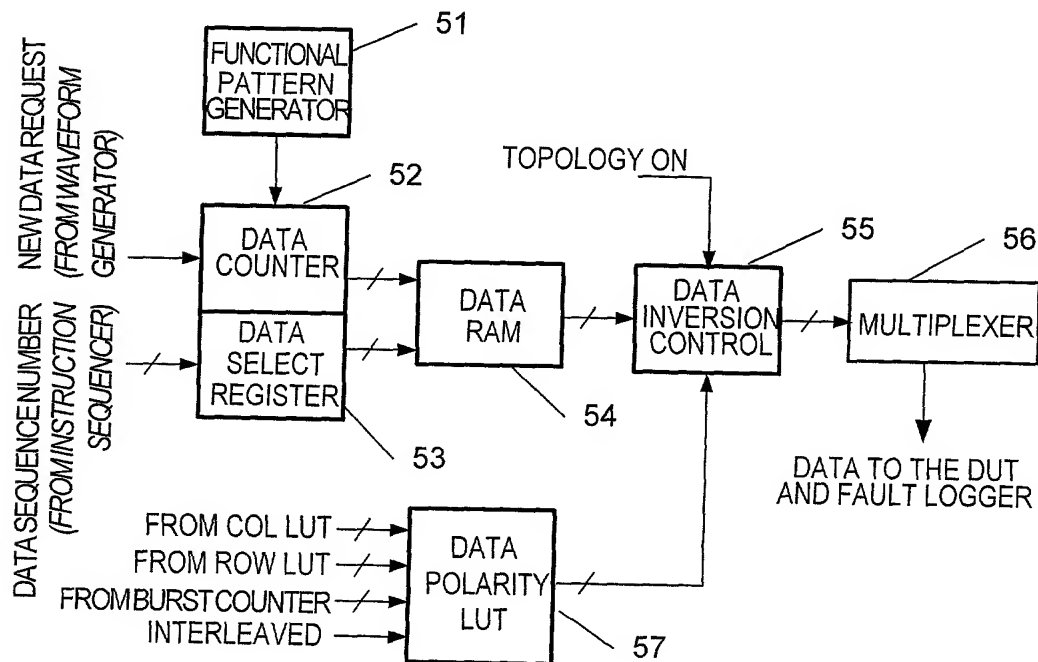 51
FUNCTIONAL
PATTERN
GENERATOR
NEW DATA REQUEST
(FROM WAVEFORM
GENERATOR)
TOPOLOGY ON
52
DATA
COUNTER
DATA SEQUENCE NUMBER
(FROM INSTRUCTION
SEQUENCER)
DATA
SELECT
REGISTER
53
DATA
RAM
54
55
DATA
INVERSION
CONTROL
56
MULTIPLEXER
DATA TO THE DUT
AND FAULT LOGGER
FROM COL LUT
FROM ROW LUT
FROM BURST COUNTER
INTERLEAVED
DATA
POLARITY
LUT
57